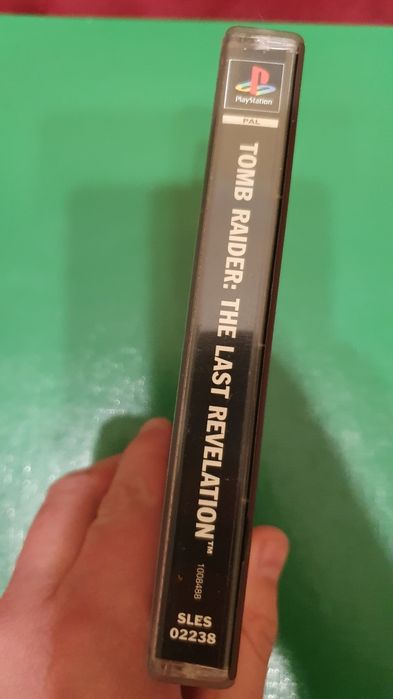 PlayStation
PAL
TOMB RAIDER: THE LAST REVELATION™
1008488
SLES
02238